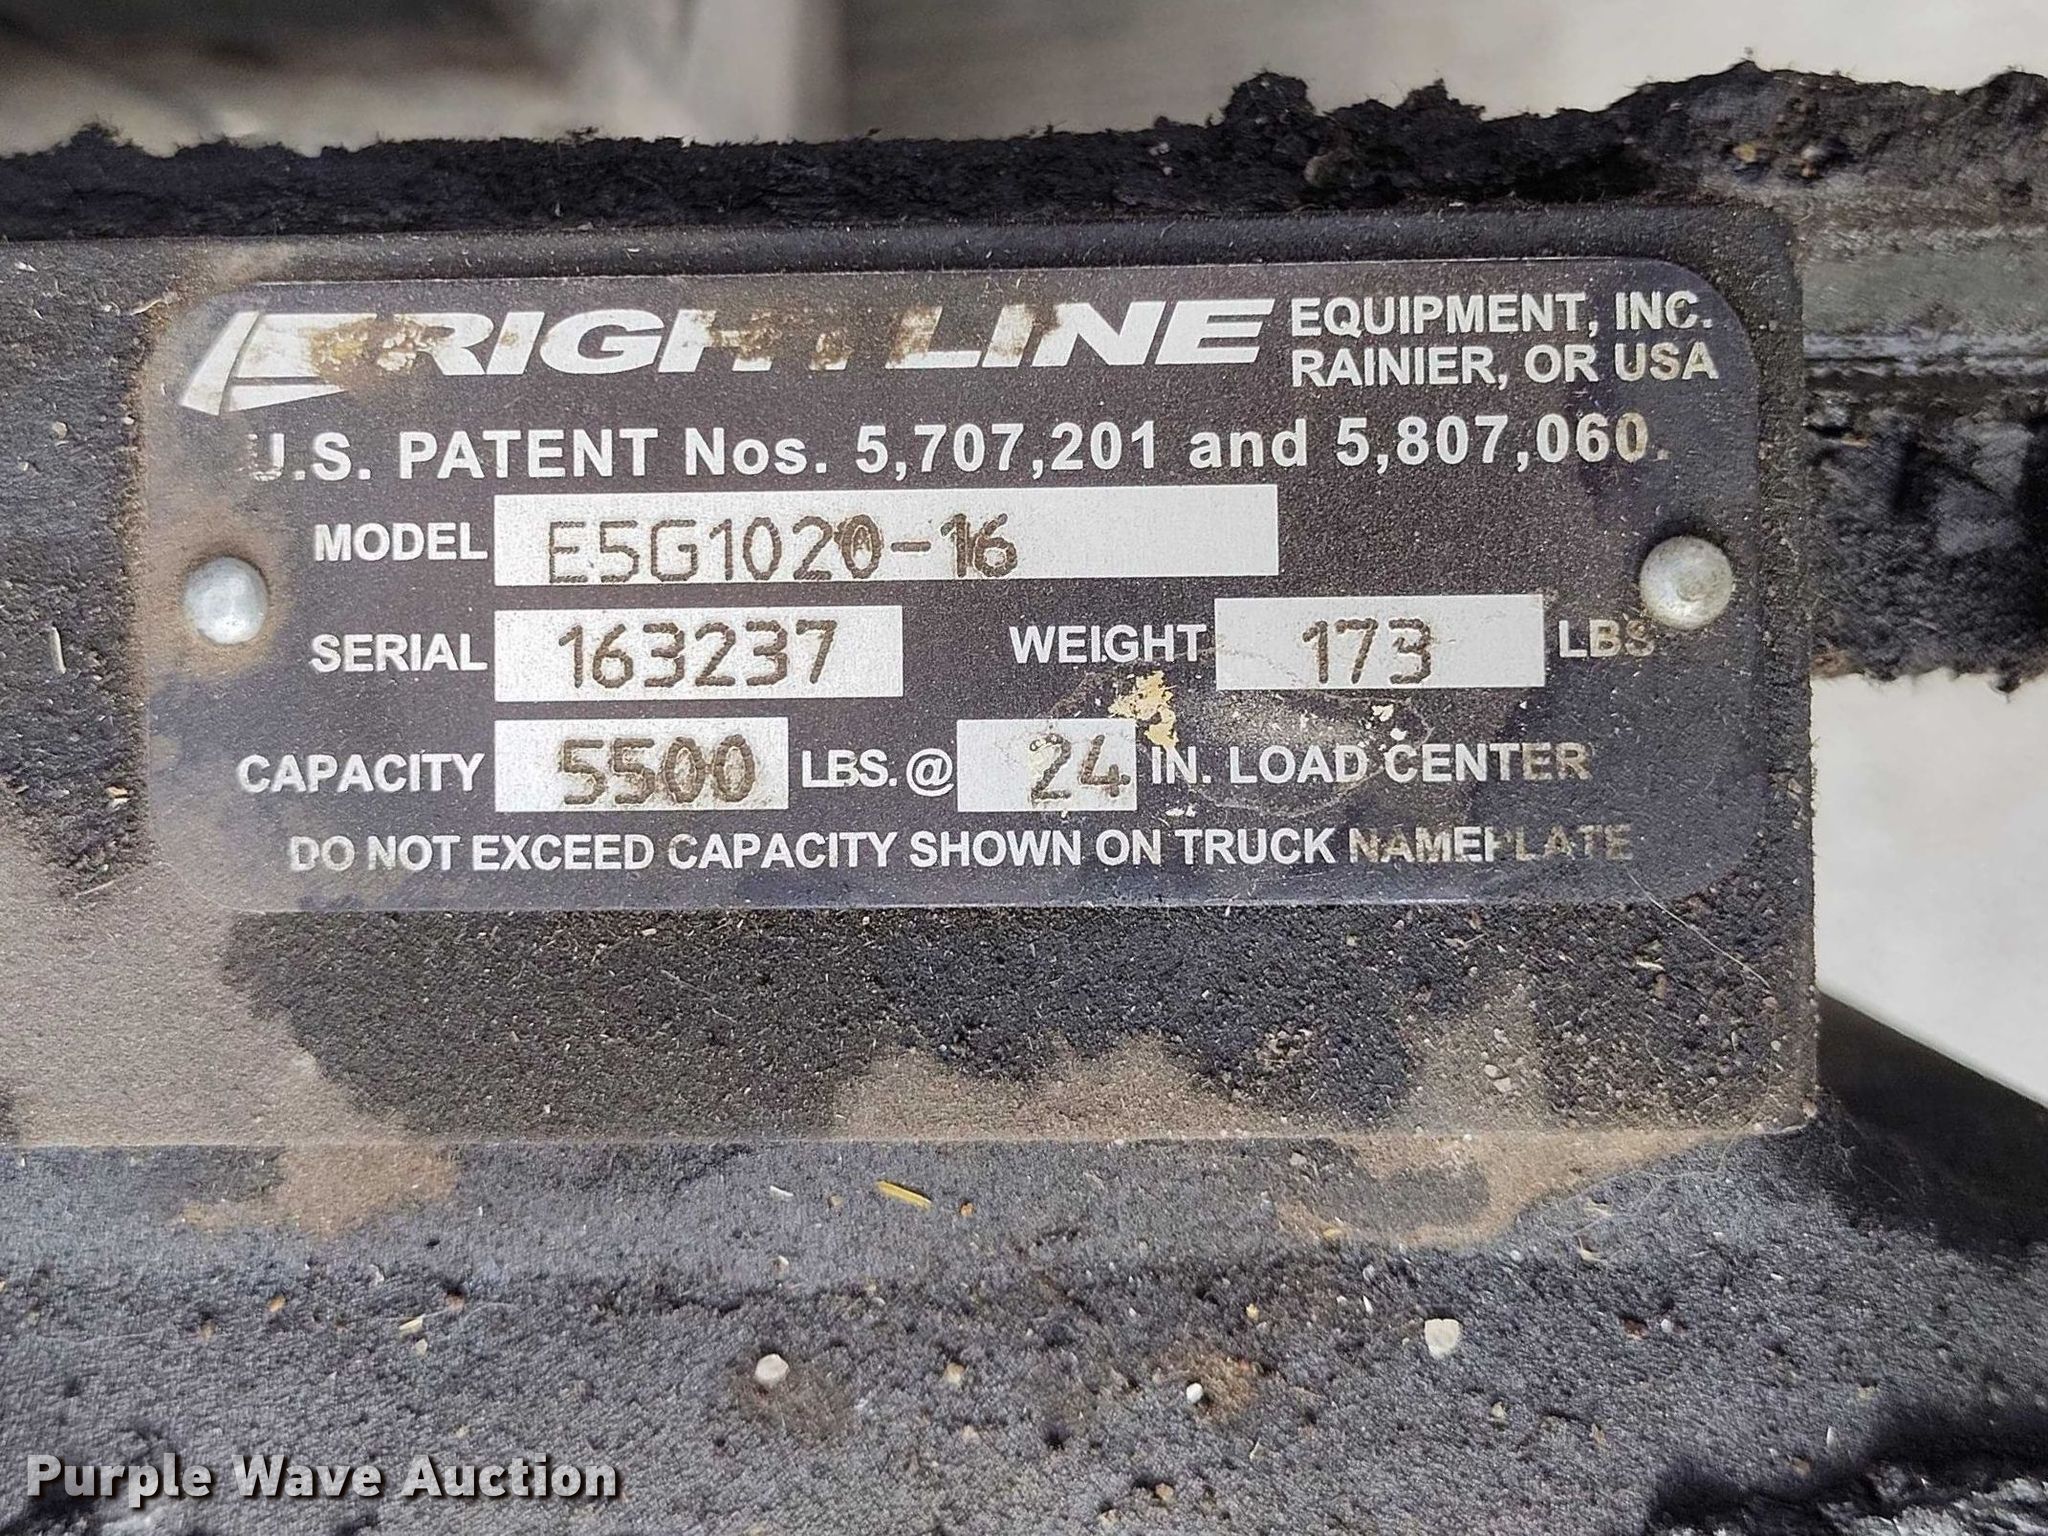 RIGHTLINE EQUIPMENT, INC.
RAINIER, OR USA
U.S. PATENT Nos. 5,707,201 and 5,807,060.
MODEL E5G1020-16
SERIAL 163237 WEIGHT 173 LBS
CAPACITY 5500 LBS. @ 24 IN. LOAD CENTER
DO NOT EXCEED CAPACITY SHOWN ON TRUCK NAMEPLATE
Purple Wave Auction